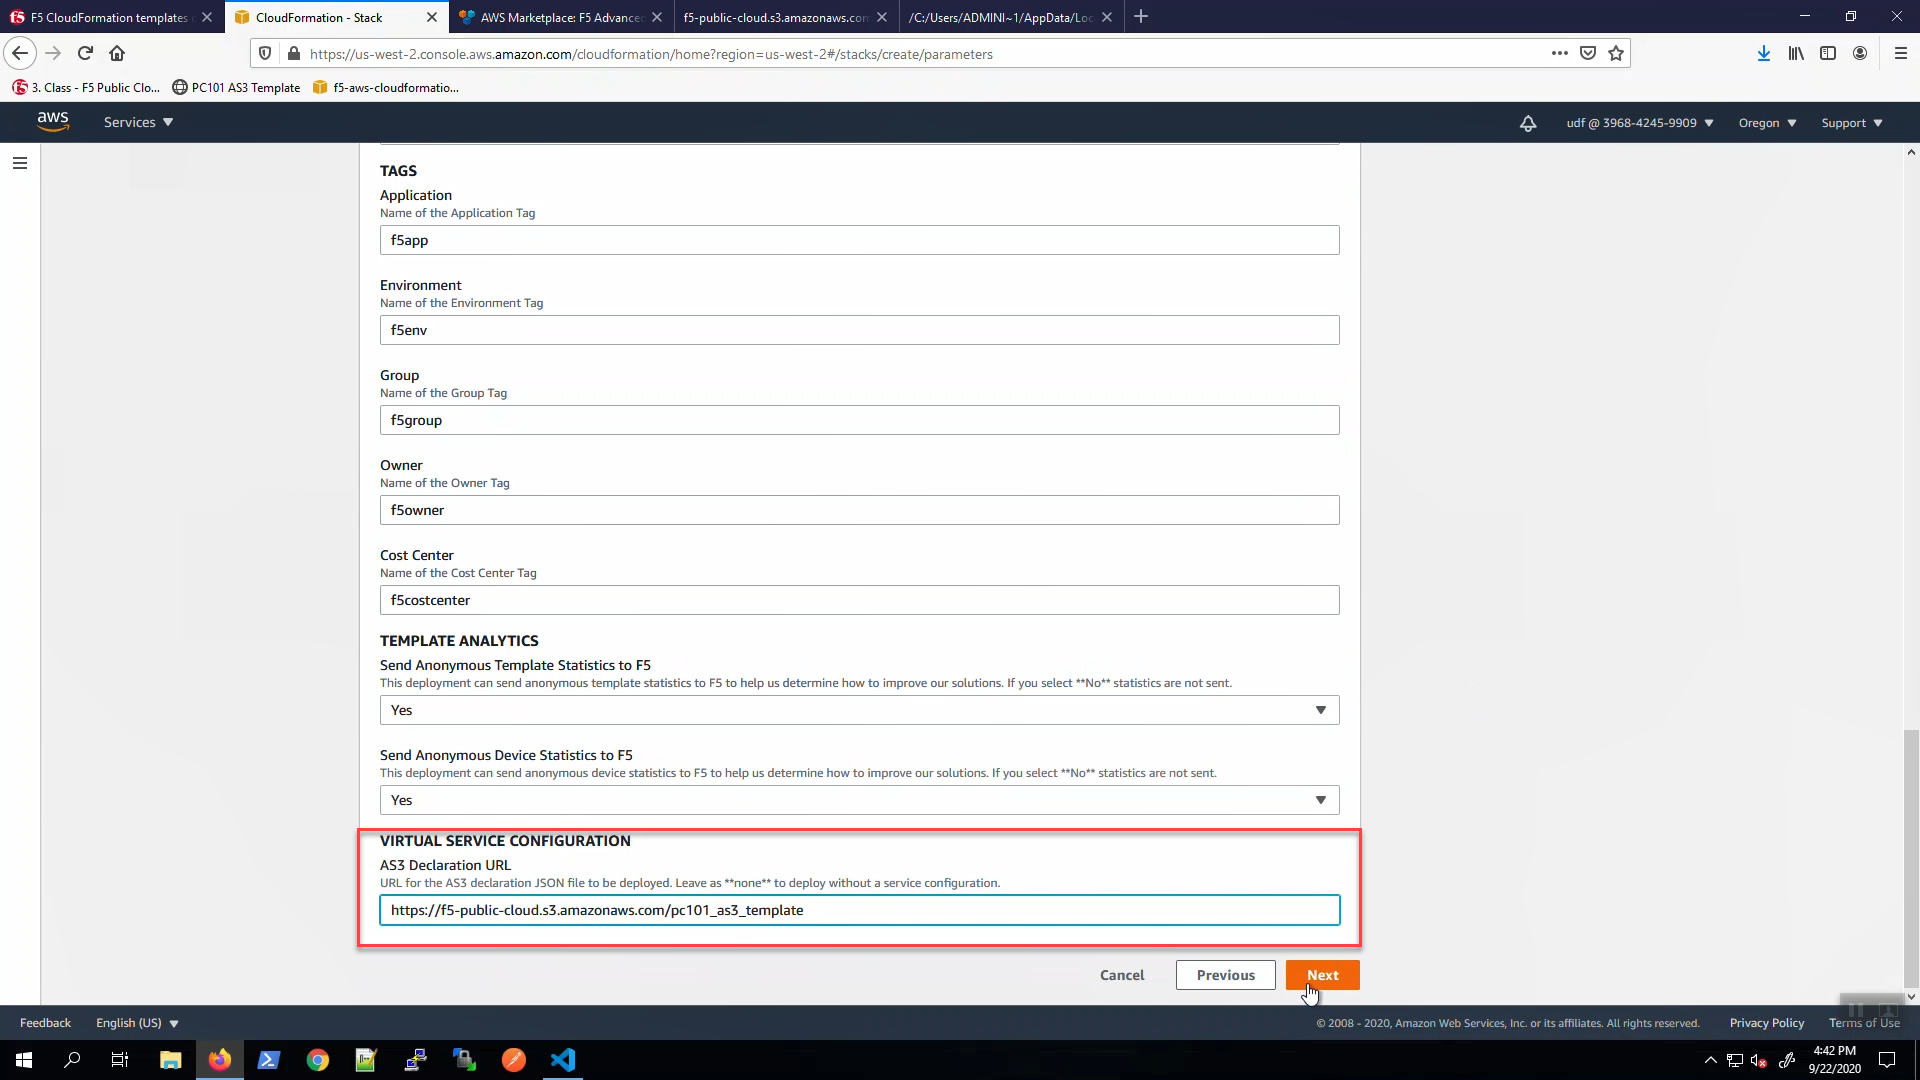 F5 CloudFormation templates
CloudFormation - Stack
AWS Marketplace: F5 Advance
f5-public-cloud.s3.amazonaws.com
/C:/Users/ADMINI~1/AppData/Loc
https://us-west-2.console.aws.amazon.com/cloudformation/home?region=us-west-2#/stacks/create/parameters
3. Class - F5 Public Clo...
PC101 AS3 Template
f5-aws-cloudformatio...
aws
Services
udf @ 3968-4245-9909
Oregon
Support
TAGS
Application
Name of the Application Tag
f5app
Environment
Name of the Environment Tag
f5env
Group
Name of the Group Tag
f5group
Owner
Name of the Owner Tag
f5owner
Cost Center
Name of the Cost Center Tag
f5costcenter
TEMPLATE ANALYTICS
Send Anonymous Template Statistics to F5
This deployment can send anonymous template statistics to F5 to help us determine how to improve our solutions. If you select **No** statistics are not sent.
Yes
Send Anonymous Device Statistics to F5
This deployment can send anonymous device statistics to F5 to help us determine how to improve our solutions. If you select **No** statistics are not sent.
Yes
VIRTUAL SERVICE CONFIGURATION
AS3 Declaration URL
URL for the AS3 declaration JSON file to be deployed. Leave as **none** to deploy without a service configuration.
https://f5-public-cloud.s3.amazonaws.com/pc101_as3_template
Cancel
Previous
Next
Feedback
English (US)
© 2008 - 2020, Amazon Web Services, Inc. or its affiliates. All rights reserved.
Privacy Policy
Terms of Use
4:42 PM
9/22/2020